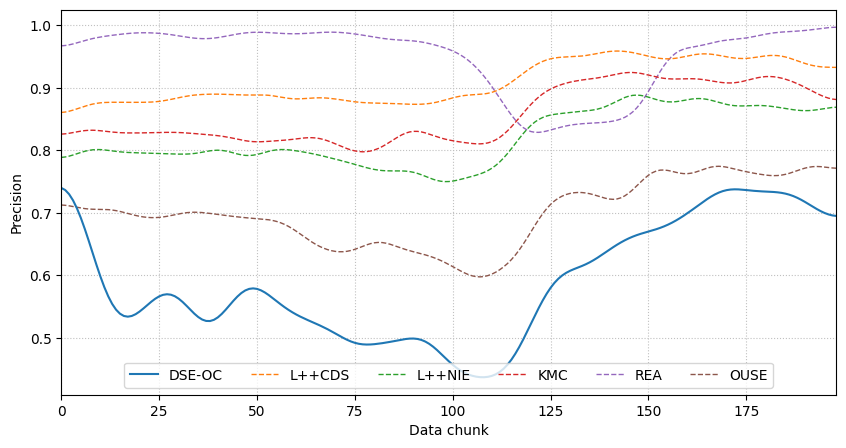 1.0
0.9
0.8
0.7
0.6
0.5
Precision
DSE-OC L++CDS L++NIE KMC REA OUSE
0 25 50 75 100 125 150 175
Data chunk